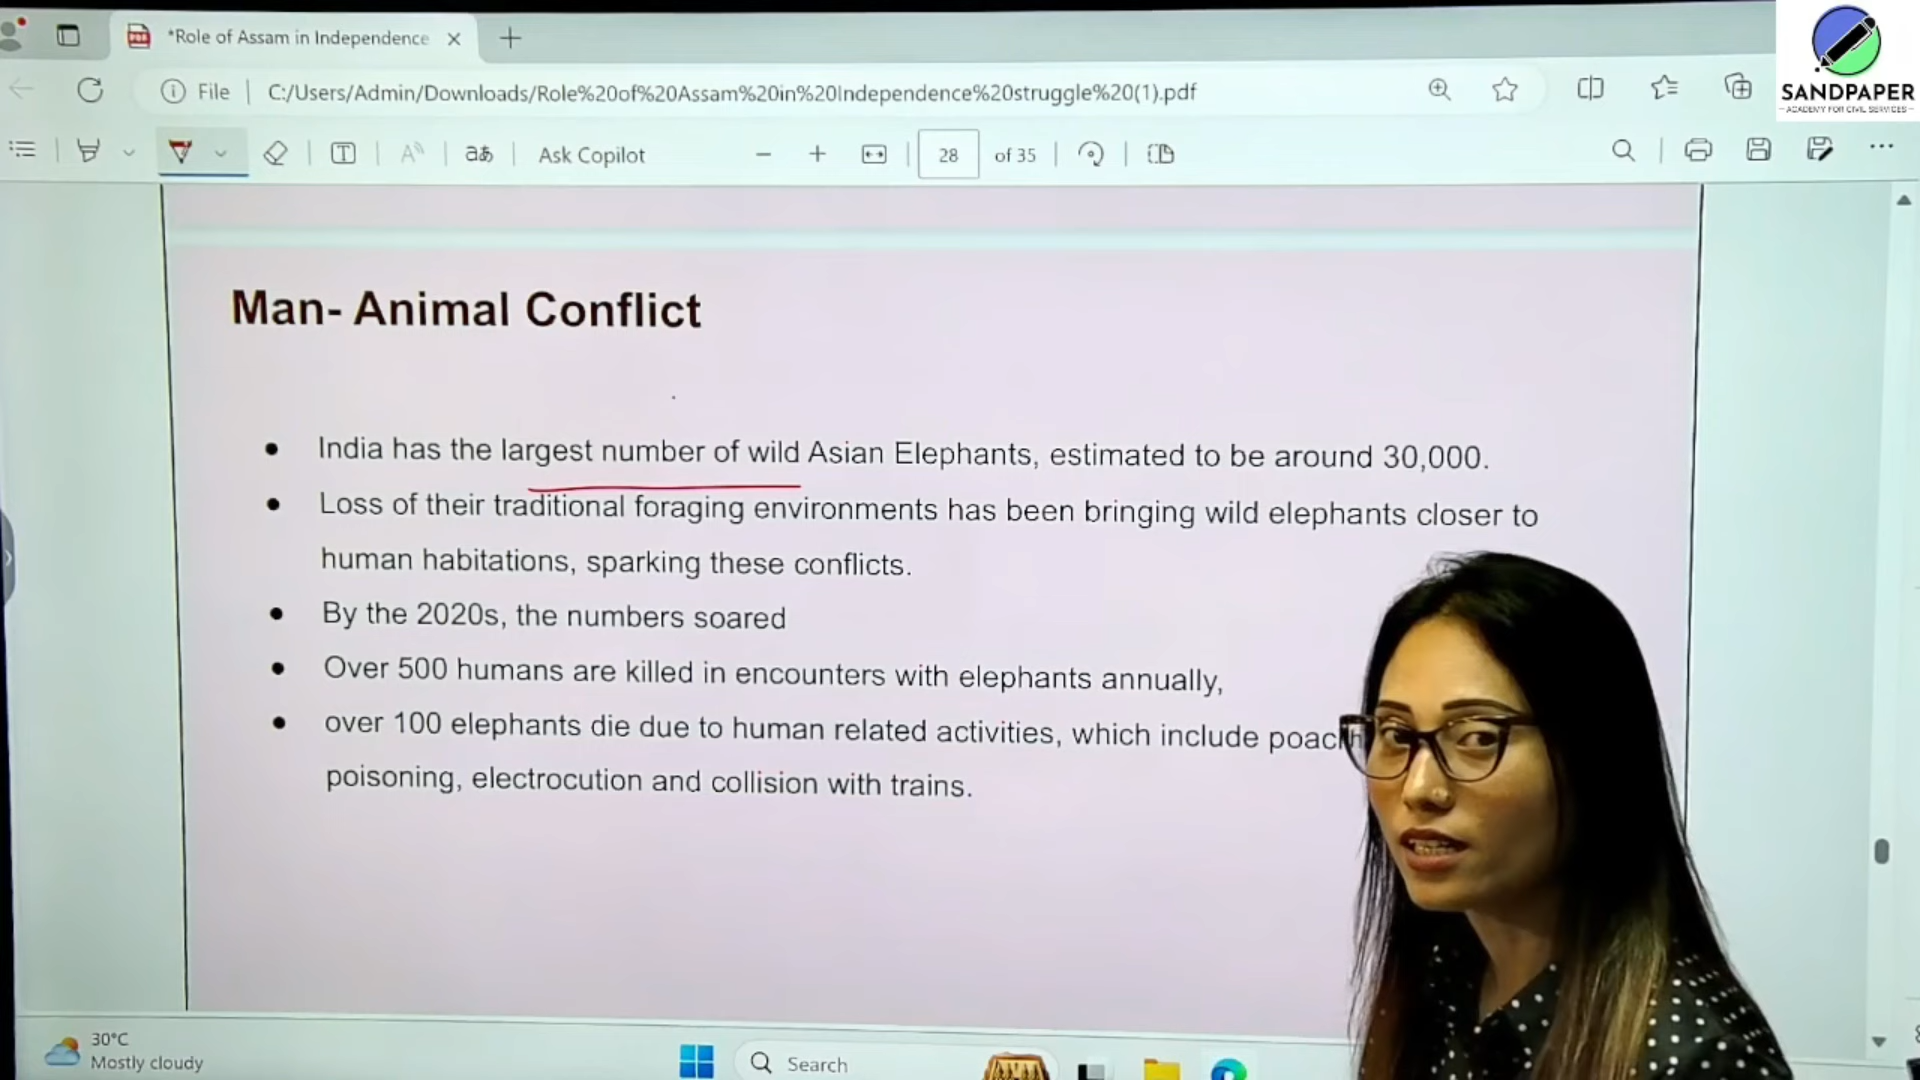 *Role of Assam in Independence
File
C:/Users/Admin/Downloads/Role%20of%20Assam%20in%20Independence%20struggle%20(1).pdf
SANDPAPER
ACADEMY FOR CIVIL SERVICES
Ask Copilot
28 of 35
Man- Animal Conflict
• India has the largest number of wild Asian Elephants, estimated to be around 30,000.
• Loss of their traditional foraging environments has been bringing wild elephants closer to
human habitations, sparking these conflicts.
• By the 2020s, the numbers soared
• Over 500 humans are killed in encounters with elephants annually,
• over 100 elephants die due to human related activities, which include
poisoning, electrocution and collision with trains.
30°C
Mostly cloudy
Search